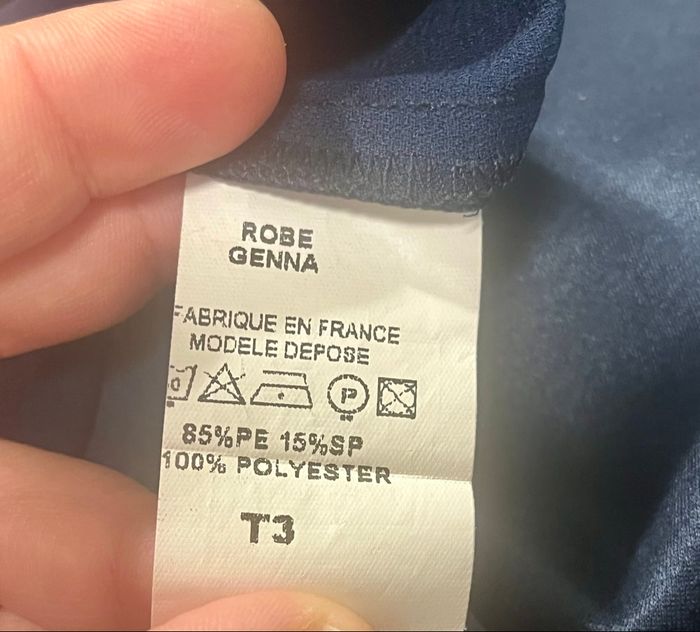 ROBE
GENNA
FABRIQUE EN FRANCE
MODELE DEPOSE
P
85%PE 15%SP
100% POLYESTER
T3